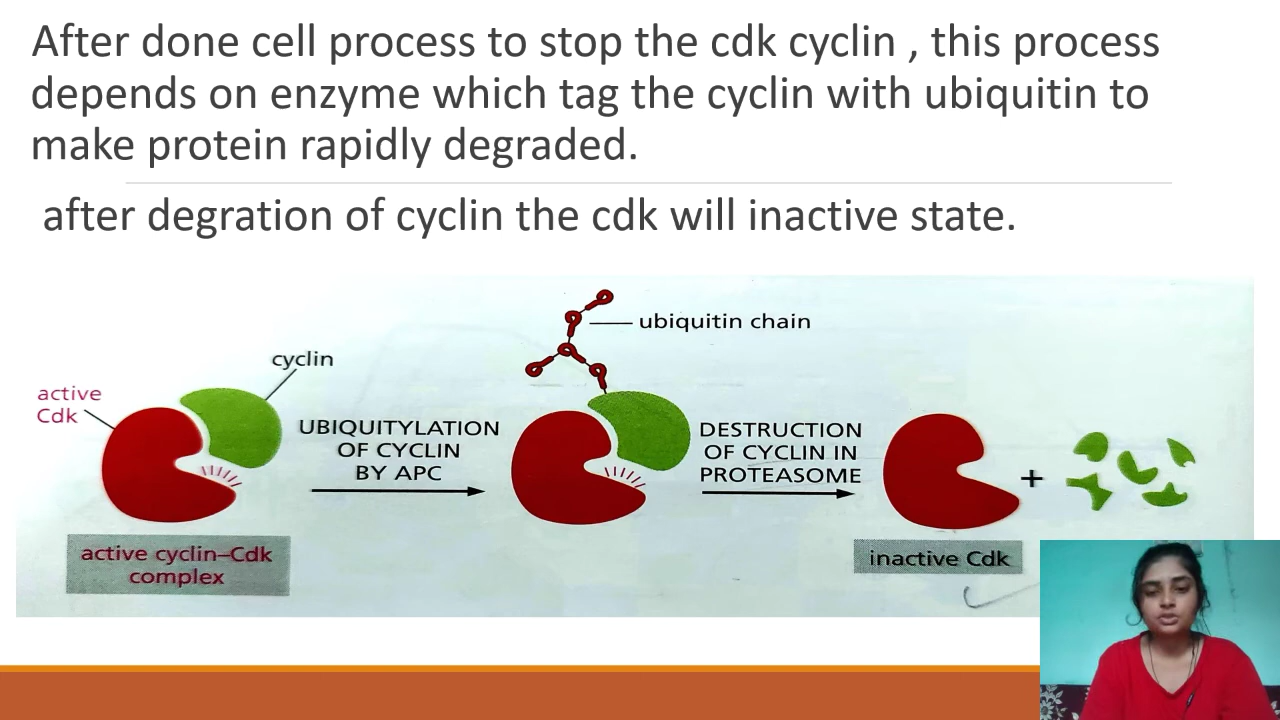 After done cell process to stop the cdk cyclin , this process
depends on enzyme which tag the cyclin with ubiquitin to
make protein rapidly degraded.
after degration of cyclin the cdk will inactive state.
ubiquitin chain
cyclin
active
Cdk
UBIQUITYLATION
OF CYCLIN
BY APC
DESTRUCTION
OF CYCLIN IN
PROTEASOME
+
active cyclin–Cdk
complex
inactive Cdk